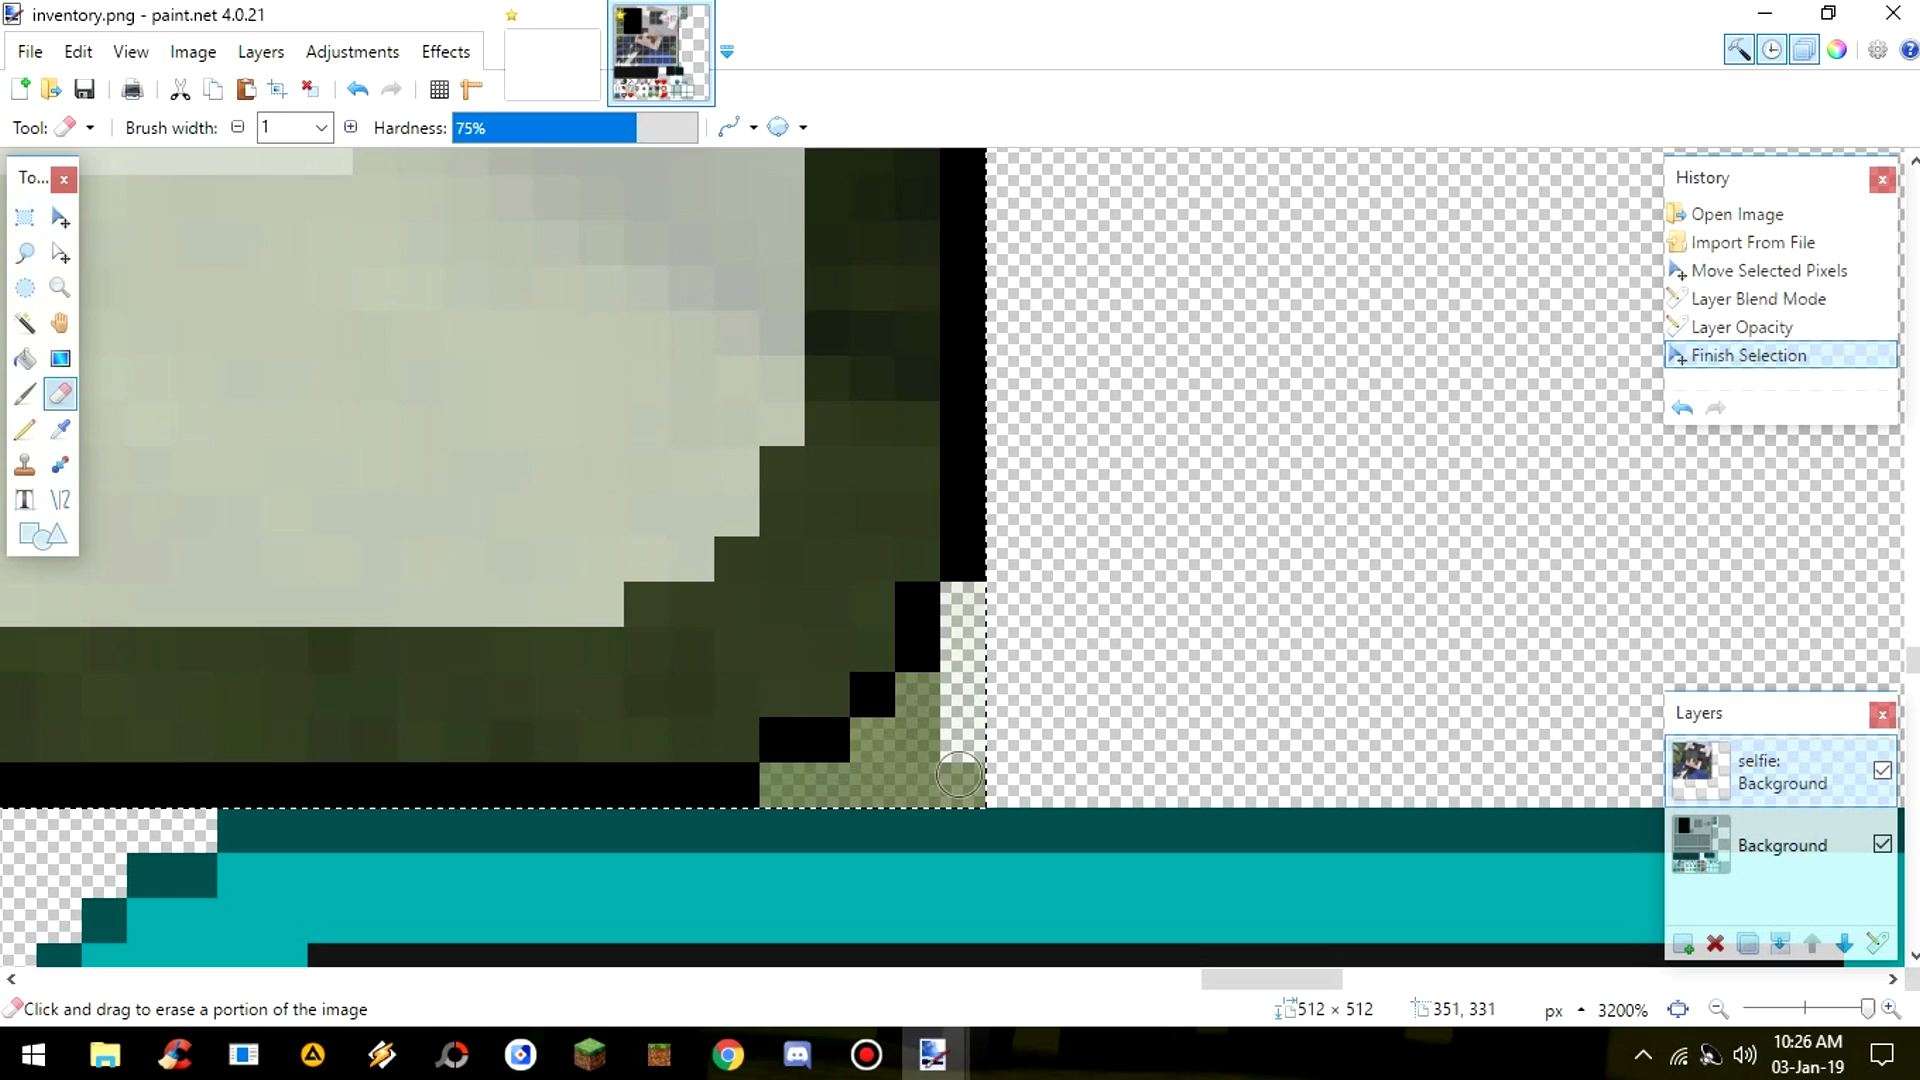 inventory.png - paint.net 4.0.21
File Edit View Image Layers Adjustments Effects
Tool: Brush width: 1 Hardness: 75%
To...
History
Open Image
Import From File
Move Selected Pixels
Layer Blend Mode
Layer Opacity
Finish Selection
Layers
selfie:
Background
Background
Click and drag to erase a portion of the image
512 × 512
351, 331
px
3200%
10:26 AM
03-Jan-19